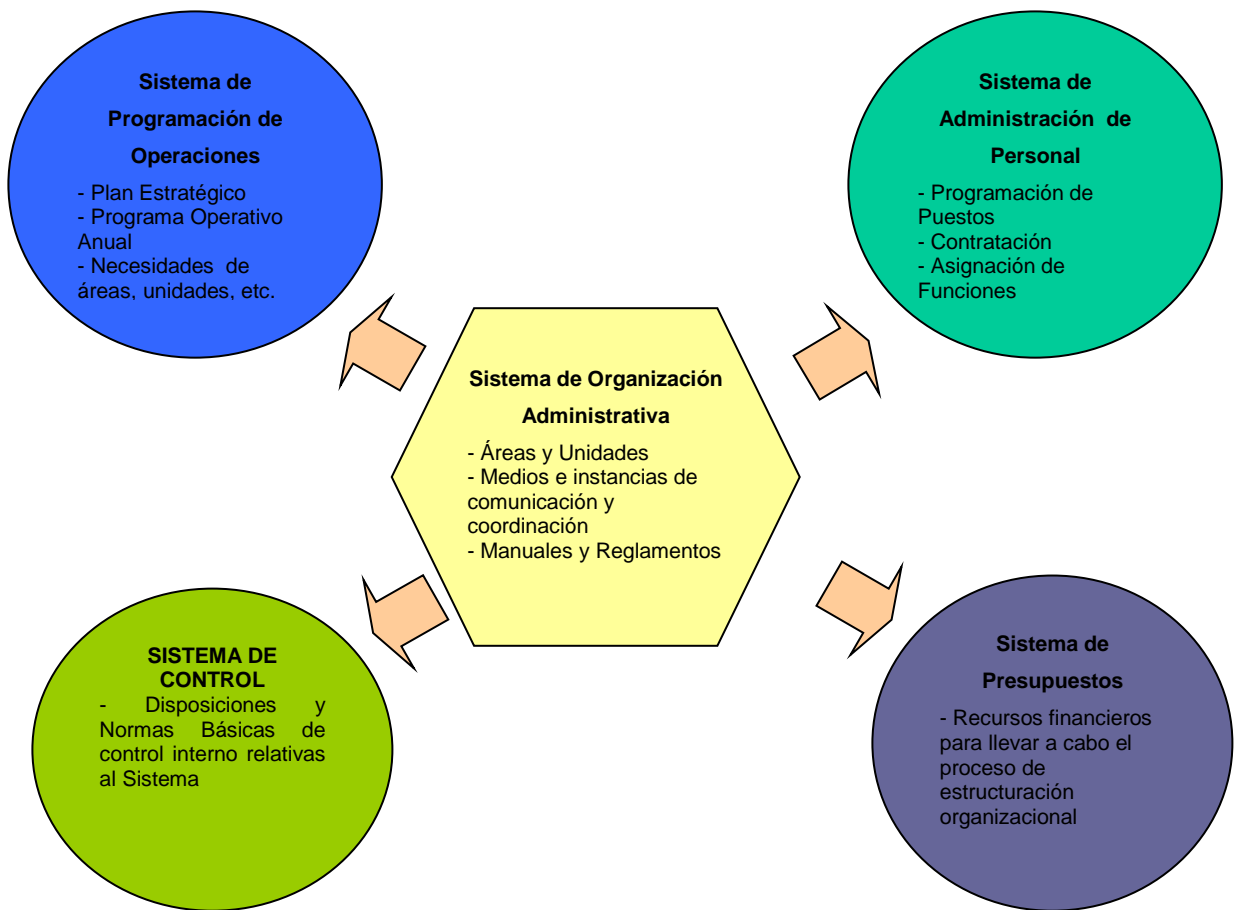 Sistema de
Programación de
Operaciones
- Plan Estratégico
- Programa Operativo
Anual
- Necesidades de
áreas, unidades, etc.
Sistema de
Administración de
Personal
- Programación de
Puestos
- Contratación
- Asignación de
Funciones
Sistema de Organización
Administrativa
- Áreas y Unidades
- Medios e instancias de
comunicación y
coordinación
- Manuales y Reglamentos
SISTEMA DE
CONTROL
- Disposiciones y
Normas Básicas de
control interno relativas
al Sistema
Sistema de
Presupuestos
- Recursos financieros
para llevar a cabo el
proceso de
estructuración
organizacional